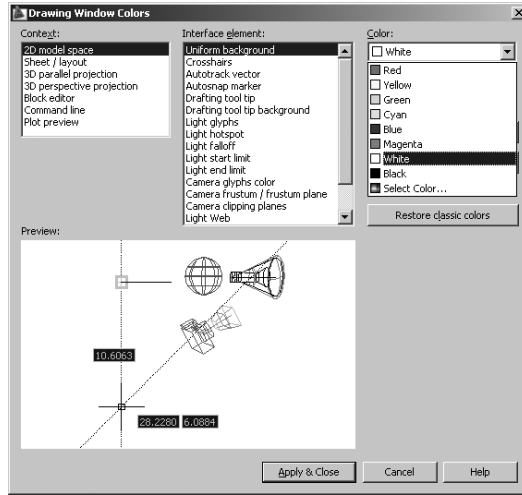 Drawing Window Colors
Context:
2D model space
Sheet / layout
3D parallel projection
3D perspective projection
Block editor
Command line
Plot preview
Interface element:
Uniform background
Crosshairs
Autotrack vector
Autosnap marker
Drafting tool tip
Drafting tool tip background
Light glyphs
Light hotspot
Light falloff
Light start limit
Light end limit
Camera glyphs color
Camera frustum / frustum plane
Camera clipping planes
Light Web
Color:
White
Red
Yellow
Green
Cyan
Blue
Magenta
White
Black
Select Color...
Restore classic colors
Preview:
10.6063
28.2280 6.0884
Apply & Close Cancel Help